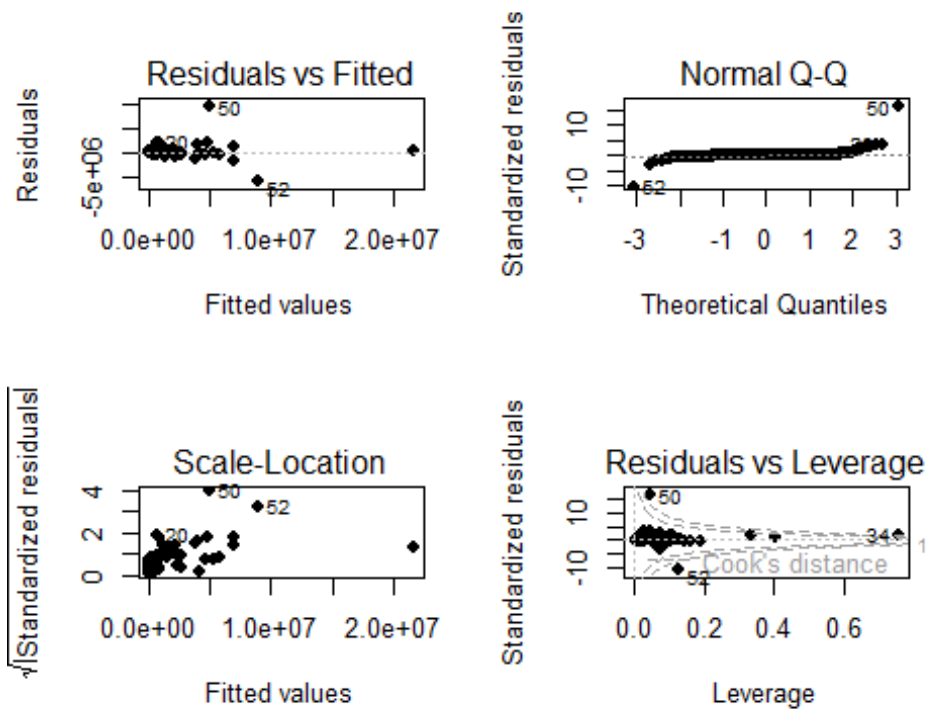 Residuals vs Fitted
Residuals
-5e+06
50
20
52
0.0e+00 1.0e+07 2.0e+07
Fitted values
Normal Q-Q
Standardized residuals
-10 0 10
50
52
-3 -1 0 1 2 3
Theoretical Quantiles
Scale-Location
√|Standardized residuals|
0 2 4
50
52
20
0.0e+00 1.0e+07 2.0e+07
Fitted values
Residuals vs Leverage
Standardized residuals
-10 0 10
50
34
1
52
Cook's distance
0.0 0.2 0.4 0.6
Leverage